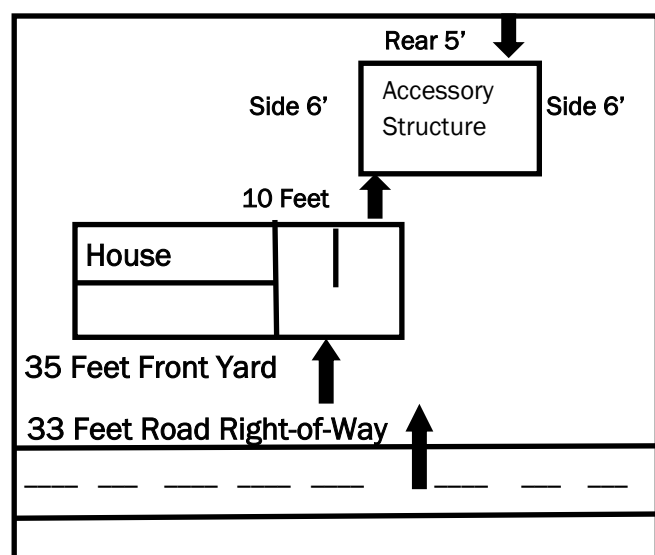 Rear 5’
Accessory
Structure
Side 6’
Side 6’
10 Feet
House
35 Feet Front Yard
33 Feet Road Right-of-Way